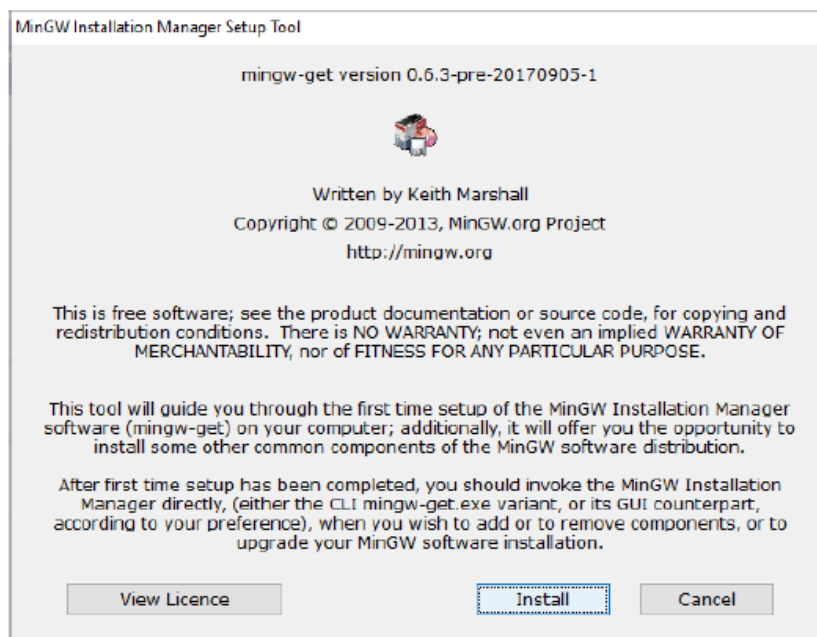 MinGW Installation Manager Setup Tool
mingw-get version 0.6.3-pre-20170905-1
Written by Keith Marshall
Copyright © 2009-2013, MinGW.org Project
http://mingw.org
This is free software; see the product documentation or source code, for copying and
redistribution conditions. There is NO WARRANTY; not even an implied WARRANTY OF
MERCHANTABILITY, nor of FITNESS FOR ANY PARTICULAR PURPOSE.
This tool will guide you through the first time setup of the MinGW Installation Manager
software (mingw-get) on your computer; additionally, it will offer you the opportunity to
install some other common components of the MinGW software distribution.
After first time setup has been completed, you should invoke the MinGW Installation
Manager directly, (either the CLI mingw-get.exe variant, or its GUI counterpart,
according to your preference), when you wish to add or to remove components, or to
upgrade your MinGW software installation.
View Licence
Install
Cancel